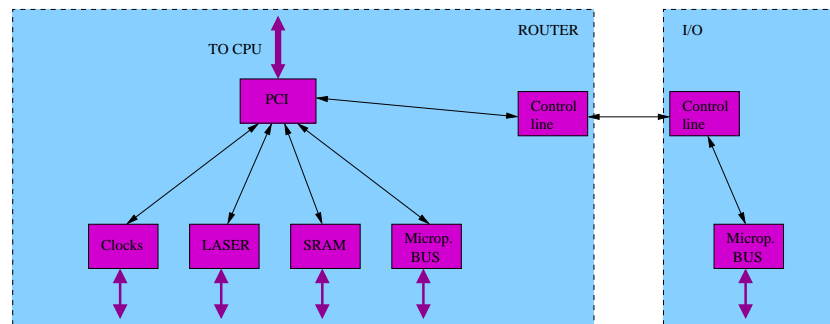 ROUTER
I/O
TO CPU
PCI
Control
line
Control
line
Clocks
LASER
SRAM
Microp.
BUS
Microp.
BUS